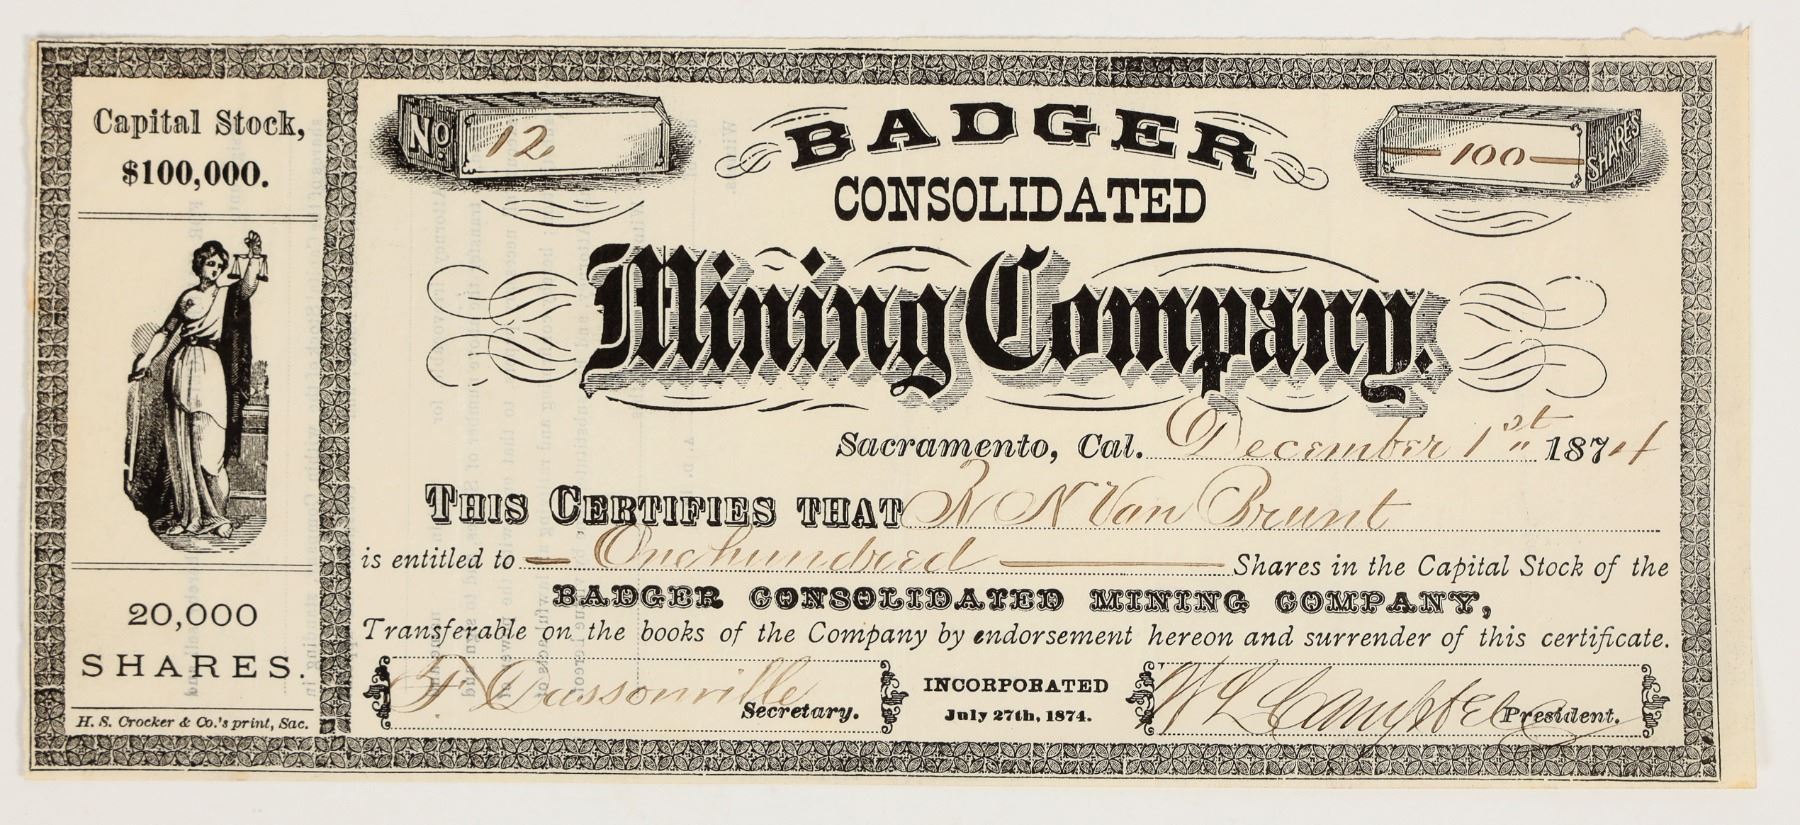 Capital Stock,
$100,000.
20,000
SHARES.
H. S. Crocker & Co.'s print, Sac.
No. 12
BADGER
100 SHARES
CONSOLIDATED
Mining Company.
Sacramento, Cal. December 1st 1874
THIS CERTIFIES THAT N Van Brunt
is entitled to One hundred Shares in the Capital Stock of the
BADGER CONSOLIDATED MINING COMPANY,
Transferable on the books of the Company by endorsement hereon and surrender of this certificate.
F Dassonville Secretary.
INCORPORATED
July 27th, 1874.
W L Campbell President.